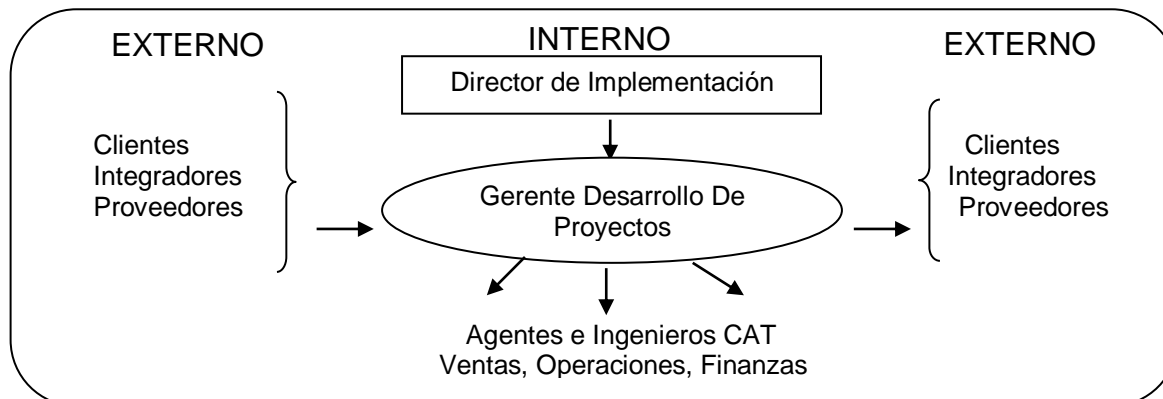 EXTERNO
INTERNO
EXTERNO
Director de Implementación
Clientes
Integradores
Proveedores
Gerente Desarrollo De
Proyectos
Clientes
Integradores
Proveedores
Agentes e Ingenieros CAT
Ventas, Operaciones, Finanzas